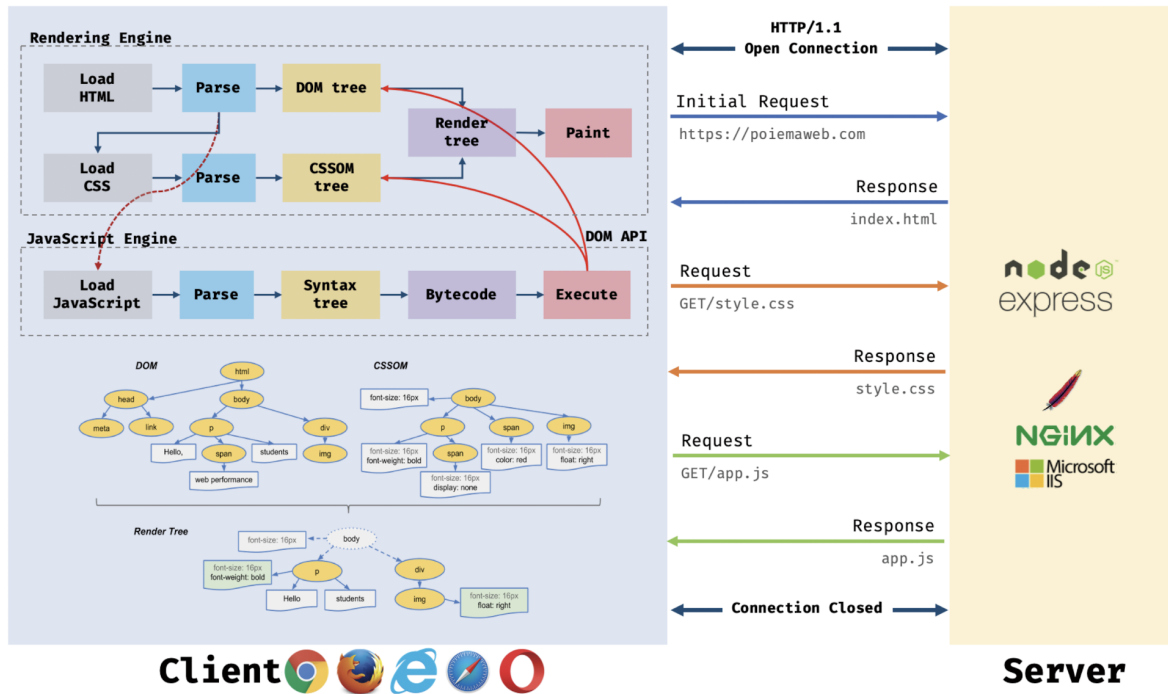 Rendering Engine
Load
HTML
Parse
DOM tree
Render
tree
Paint
Load
CSS
Parse
CSSOM
tree
JavaScript Engine
DOM API
Load
JavaScript
Parse
Syntax
tree
Bytecode
Execute
DOM
html
head
body
meta
link
p
div
Hello,
span
students
img
web performance
CSSOM
font-size: 16px
body
p
span
img
font-size: 16px
font-weight: bold
span
font-size: 16px
color: red
font-size: 16px
float: right
font-size: 16px
display: none
Render Tree
font-size: 16px
body
font-size: 16px
font-weight: bold
p
div
Hello
students
img
font-size: 16px
float: right
HTTP/1.1
Open Connection
Initial Request
https://poiemaweb.com
Response
index.html
Request
GET/style.css
Response
style.css
Request
GET/app.js
Response
app.js
Connection Closed
node
JS
express
NGINX
Microsoft
IIS
Client
Server